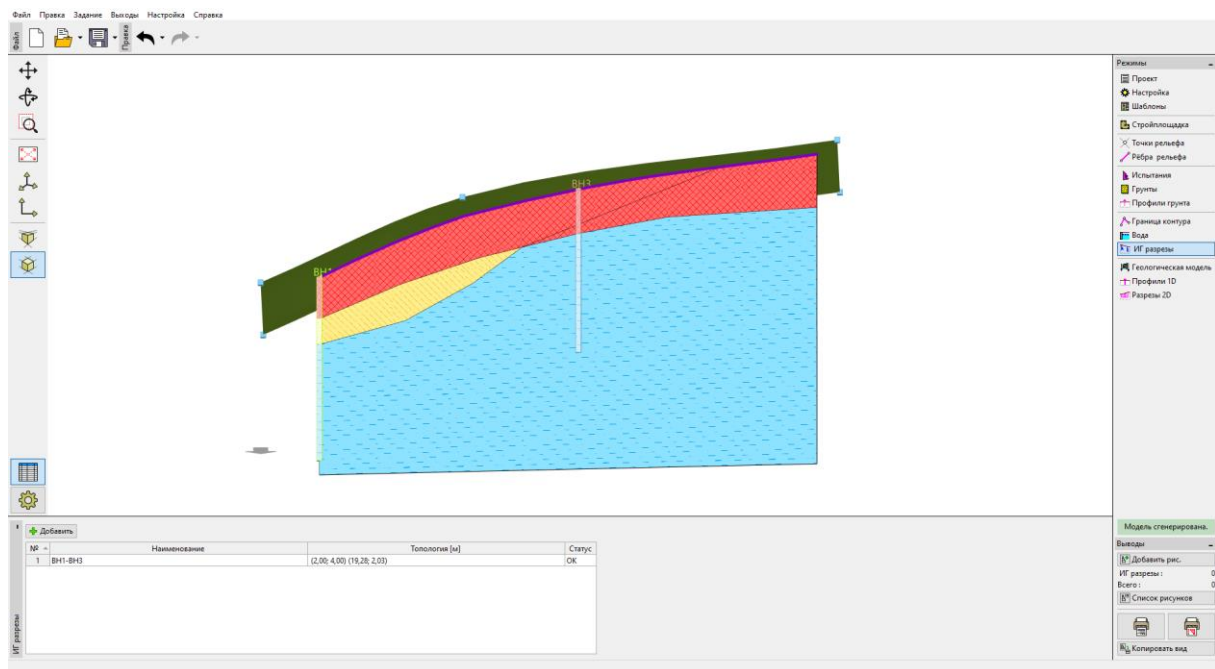 Файл Правка Задание Выходы Настройка Справка
Файл
Правка
BH1
BH3
Режимы
Проект
Настройка
Шаблоны
Стройплощадка
Точки рельефа
Рёбра рельефа
Испытания
Грунты
Профили грунта
Граница контура
Вода
ИГ разрезы
Геологическая модель
Профили 1D
Разрезы 2D
ИГ разрезы
Добавить
№ Наименование Топология [м] Статус
1 BH1-BH3 (2,00; 4,00) (19,28; 2,03) OK
Модель сгенерирована.
Выводы
Добавить рис.
ИГ разрезы : 0
Всего : 0
Список рисунков
Копировать вид